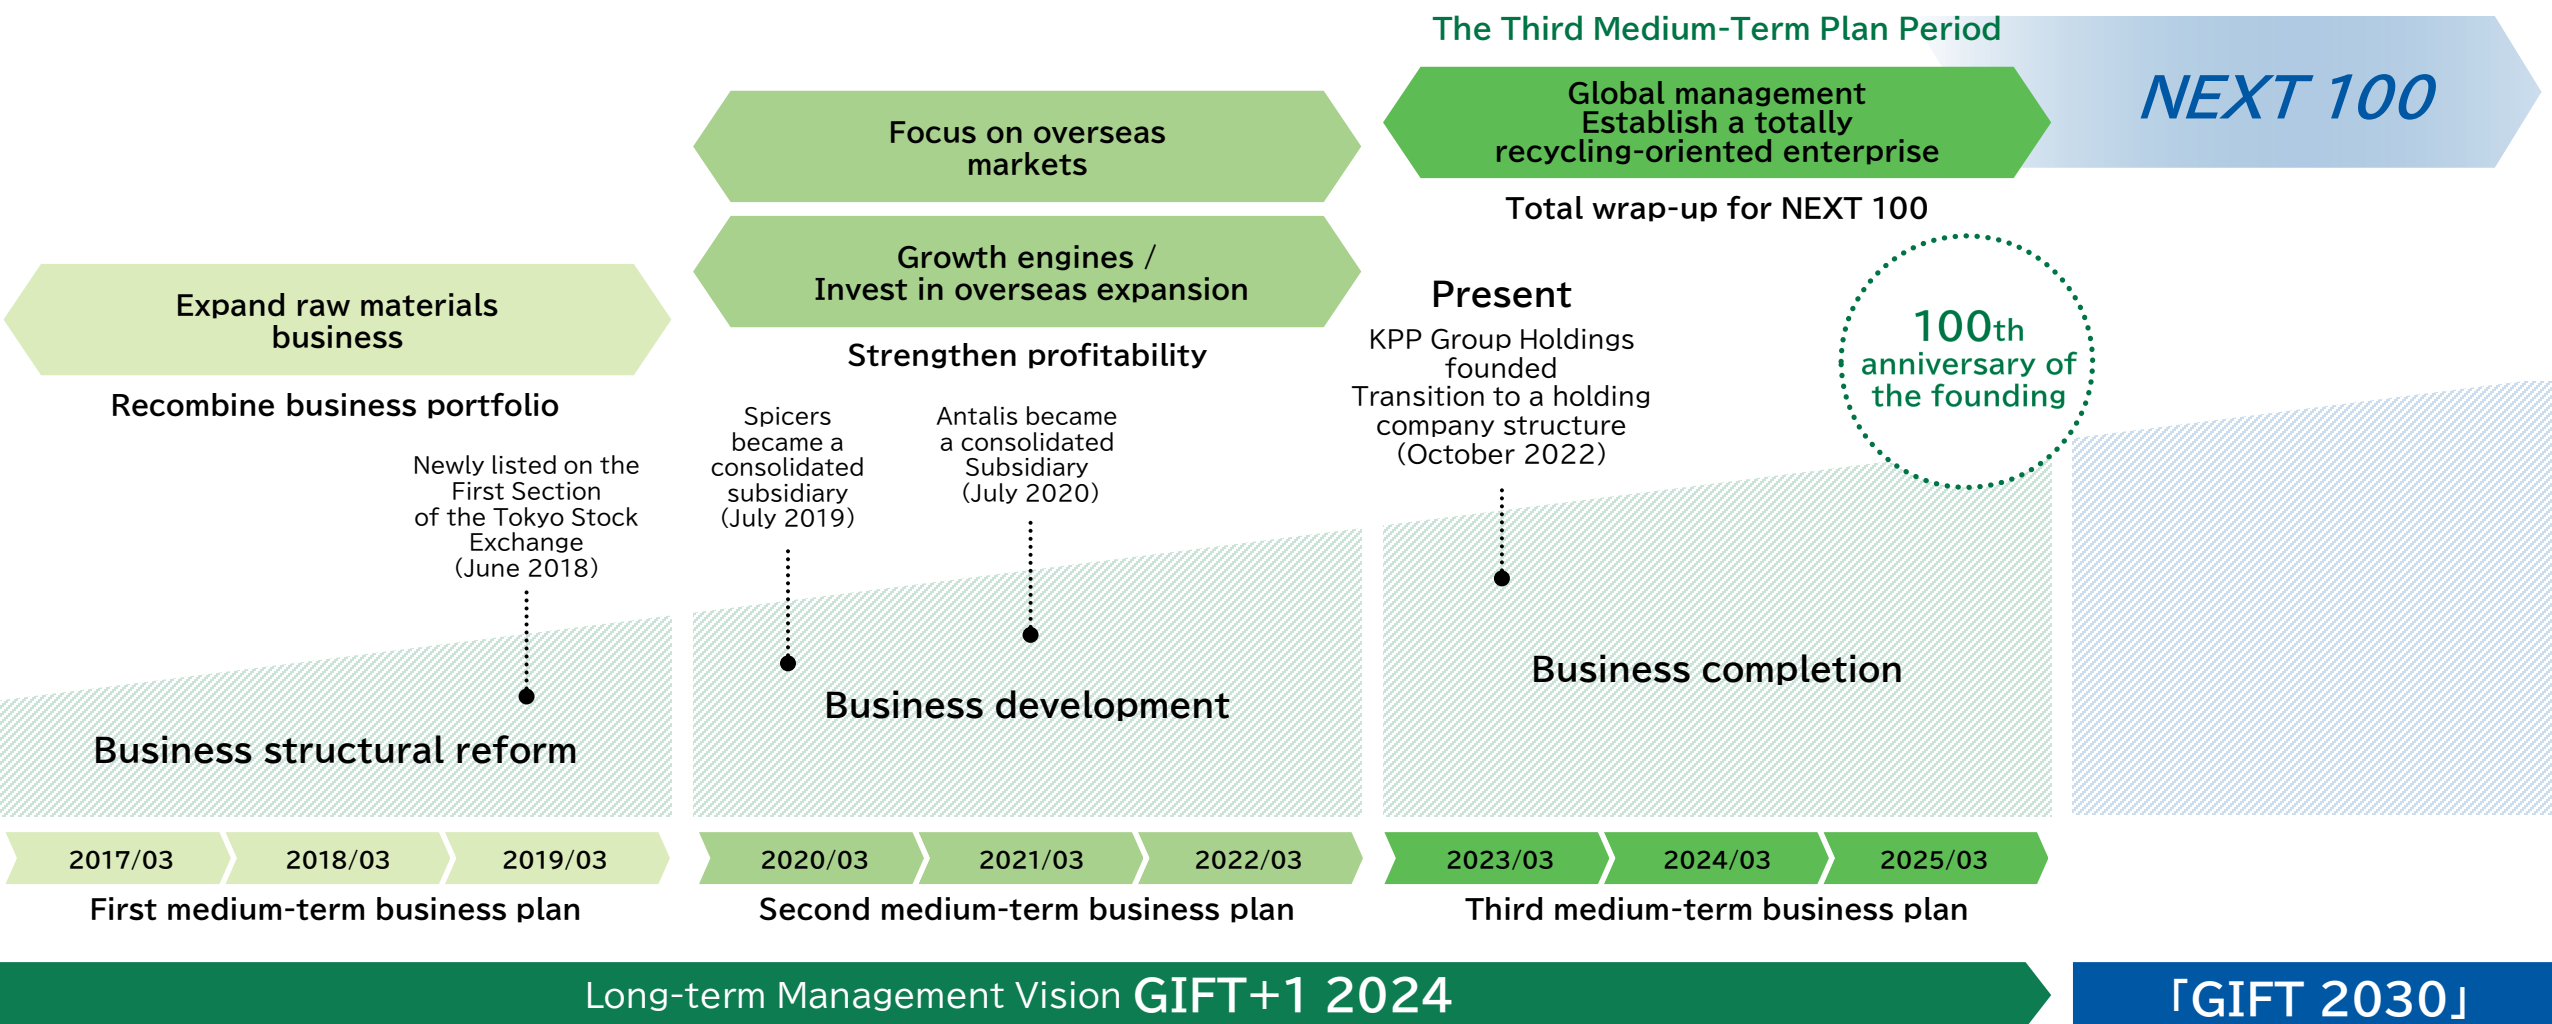 The Third Medium-Term Plan Period
Global management
Establish a totally
recycling-oriented enterprise
Total wrap-up for NEXT 100
NEXT 100
Focus on overseas
markets
Growth engines /
Invest in overseas expansion
Strengthen profitability
Expand raw materials
business
Recombine business portfolio
Newly listed on the
First Section
of the Tokyo Stock
Exchange
(June 2018)
Spicers
became a
consolidated
subsidiary
(July 2019)
Antalis became
a consolidated
Subsidiary
(July 2020)
Present
KPP Group Holdings
founded
Transition to a holding
company structure
(October 2022)
100th
anniversary of
the founding
Business structural reform
Business development
Business completion
2017/03 2018/03 2019/03
First medium-term business plan
2020/03 2021/03 2022/03
Second medium-term business plan
2023/03 2024/03 2025/03
Third medium-term business plan
Long-term Management Vision GIFT+1 2024
「GIFT 2030」